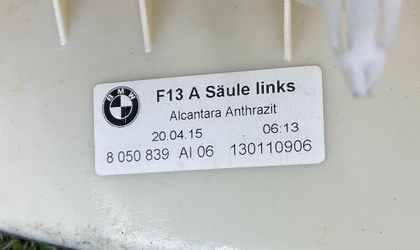 BMW
F13 A Säule links
Alcantara Anthrazit
20.04.15 06:13
8 050 839 AI 06 130110906